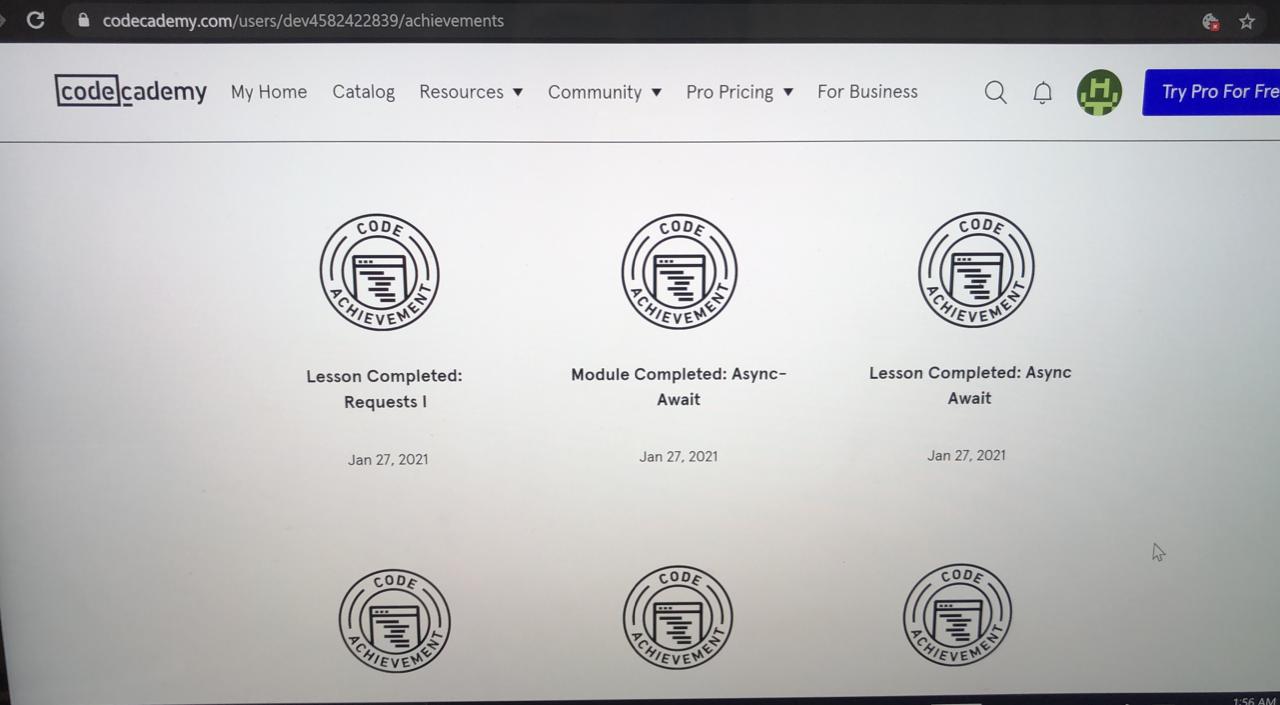 codecademy.com/users/dev4582422839/achievements
codecademy My Home Catalog Resources Community Pro Pricing For Business Try Pro For Fre
CODE ACHIEVEMENT CODE ACHIEVEMENT CODE ACHIEVEMENT
Lesson Completed: Module Completed: Async- Lesson Completed: Async
Requests I Await Await
Jan 27, 2021 Jan 27, 2021 Jan 27, 2021
CODE ACHIEVEMENT CODE ACHIEVEMENT CODE ACHIEVEMENT
1:56 AM